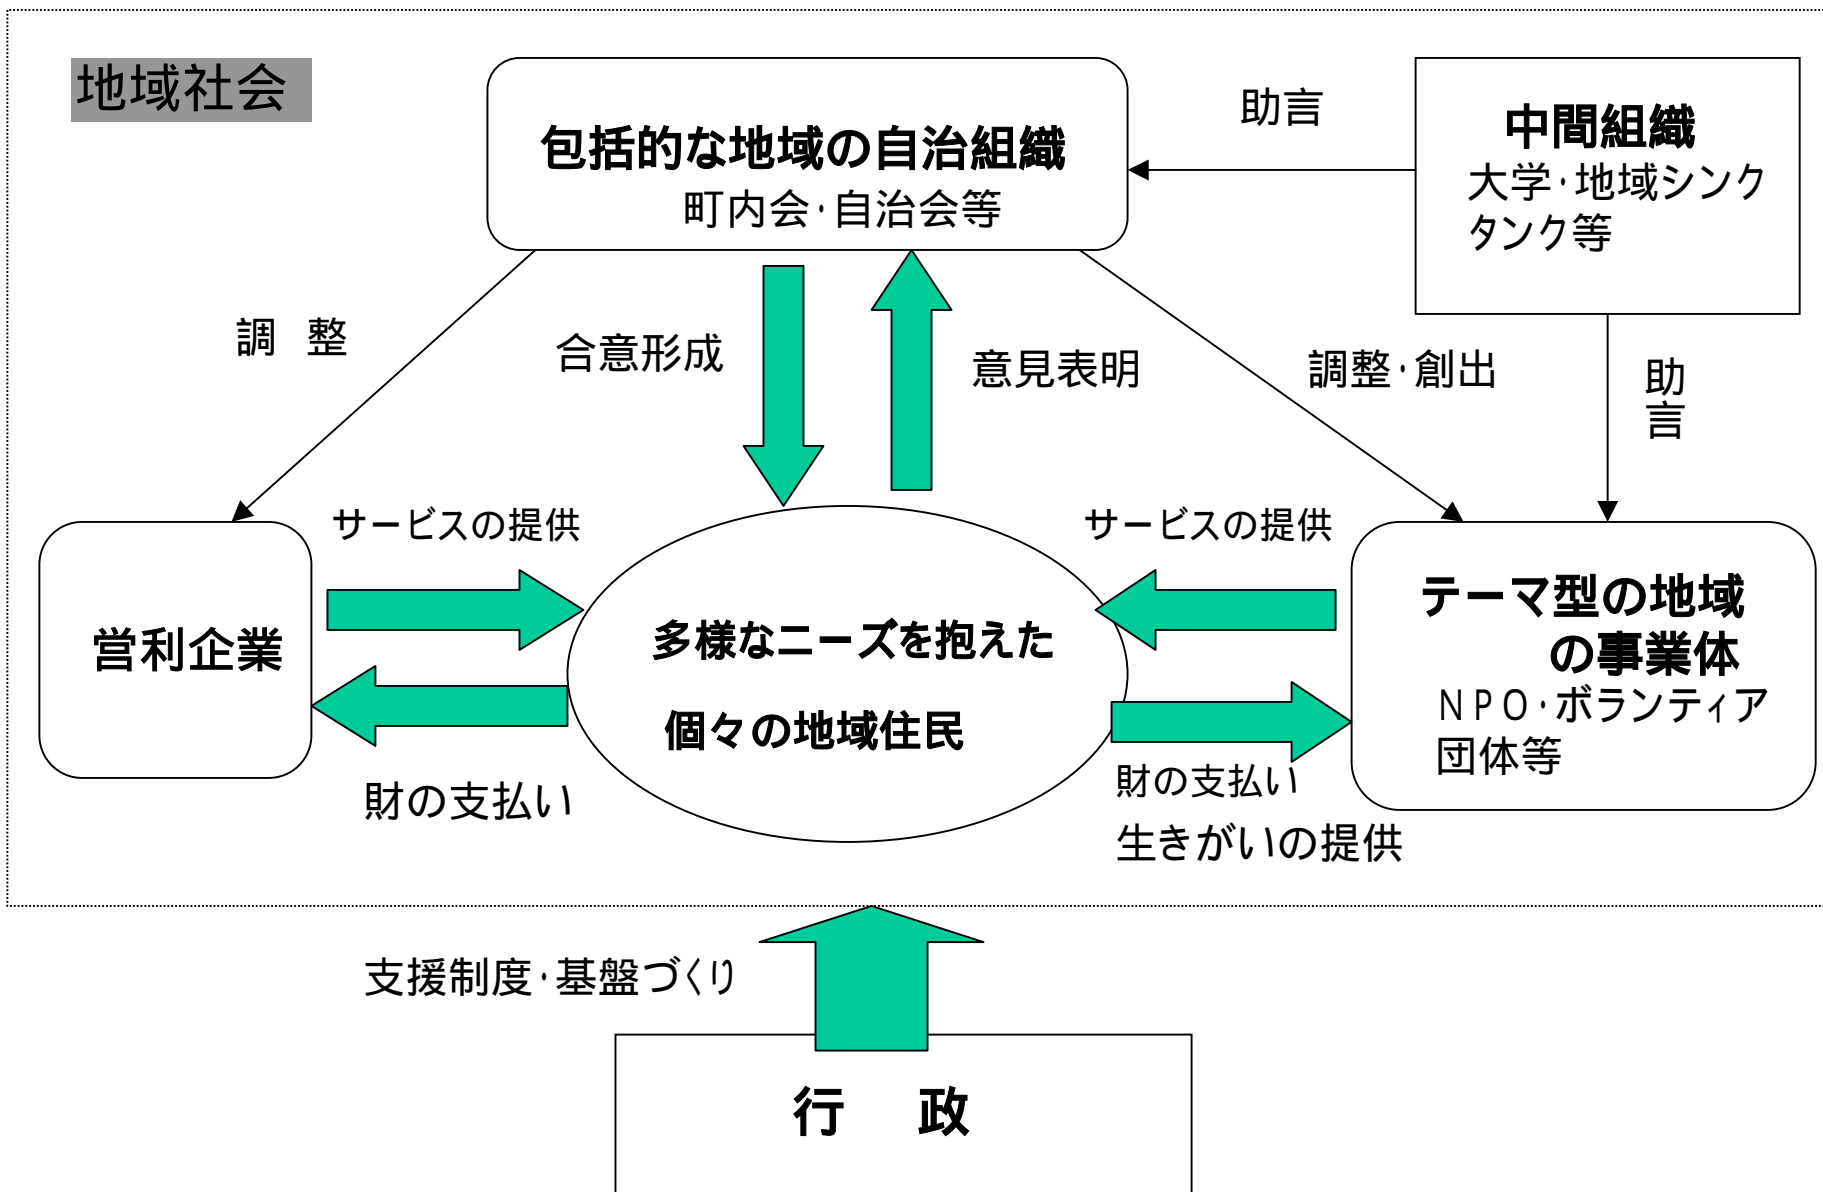 地域社会
包括的な地域の自治組織
町内会･自治会等
助言
中間組織
大学･地域シンク
タンク等
調 整
合意形成
意見表明
調整･創出
助言
サービスの提供
サービスの提供
営利企業
多様なニーズを抱えた
個々の地域住民
テーマ型の地域
の事業体
ＮＰＯ･ボランティア
団体等
財の支払い
財の支払い
生きがいの提供
支援制度･基盤づくり
行　政